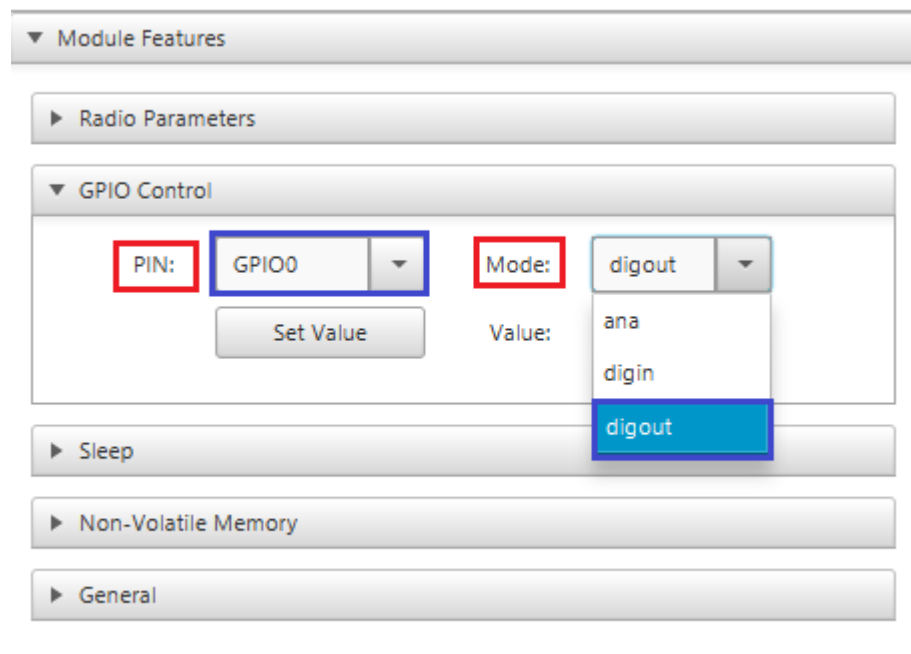 Module Features
Radio Parameters
GPIO Control
PIN: GPIO0 Mode: digout
Set Value Value: ana
digin
digout
Sleep
Non-Volatile Memory
General